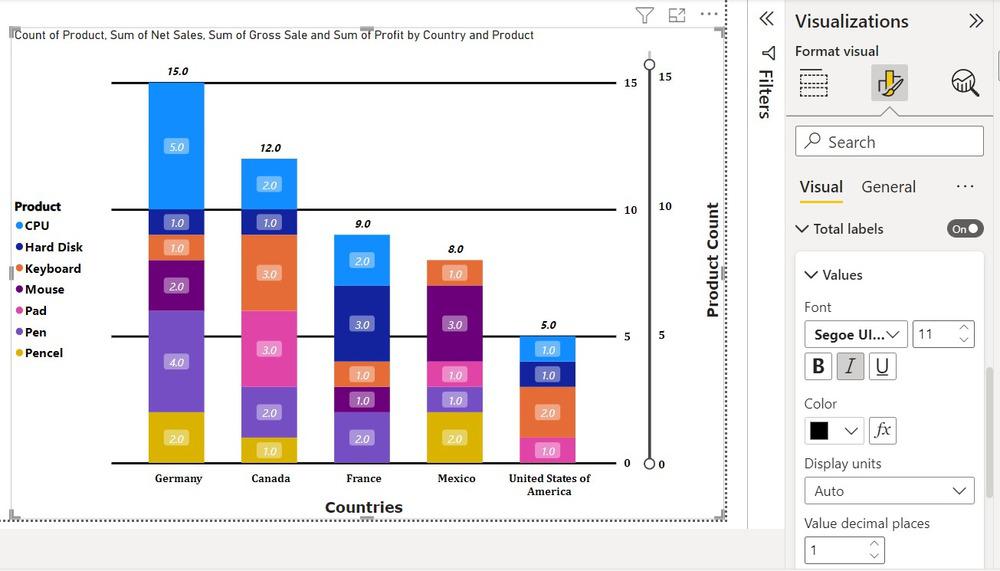 Count of Product, Sum of Net Sales, Sum of Gross Sale and Sum of Profit by Country and Product
15.0
5.0
1.0
1.0
2.0
4.0
2.0
12.0
2.0
1.0
3.0
3.0
2.0
1.0
9.0
2.0
3.0
1.0
1.0
2.0
8.0
1.0
3.0
1.0
1.0
2.0
5.0
1.0
1.0
2.0
1.0
15
10
5
0
15
10
5
0
Product Count
Product
CPU
Hard Disk
Keyboard
Mouse
Pad
Pen
Pencel
Germany
Canada
France
Mexico
United States of
America
Countries
Filters
Visualizations
Format visual
Search
Visual General
Total labels On
Values
Font
Segoe UI... 11
B I U
Color
fx
Display units
Auto
Value decimal places
1